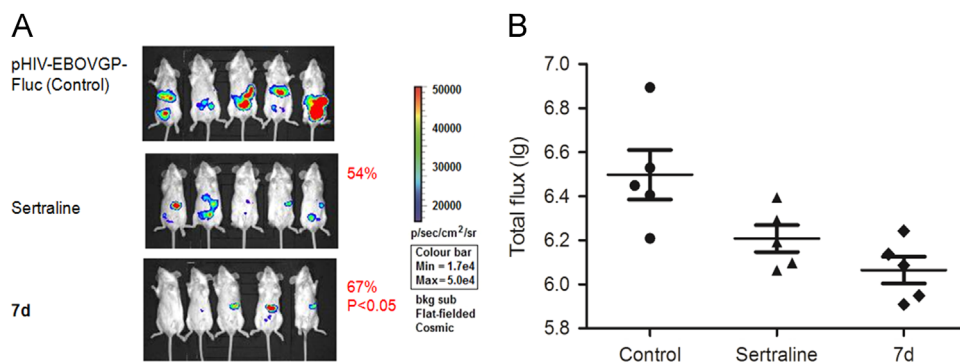 A
pHIV-EBOVGP-
Fluc (Control)
Sertraline
54%
7d
67%
P<0.05
50000
40000
30000
20000
p/sec/cm^2/sr
Colour bar
Min = 1.7e4
Max = 5.0e4
bkg sub
Flat-fielded
Cosmic
B
Total flux (lg)
7.0
6.8
6.6
6.4
6.2
6.0
5.8
Control
Sertraline
7d